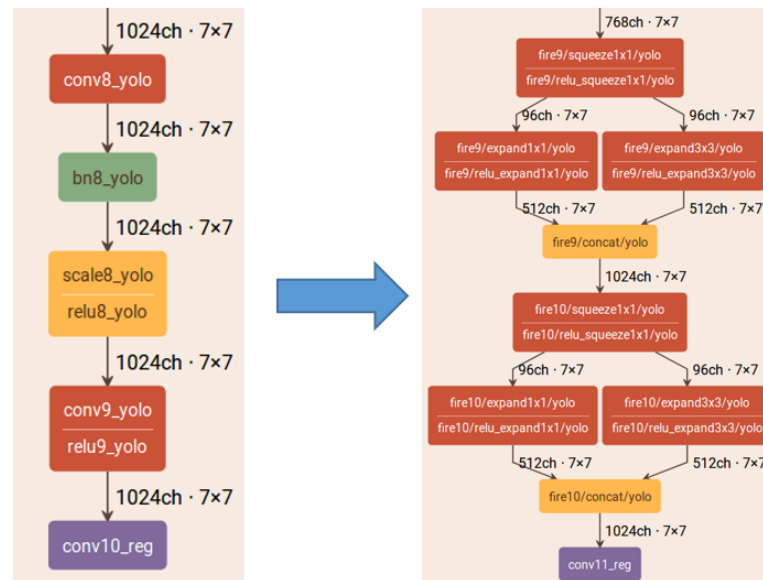 1024ch · 7×7
conv8_yolo
1024ch · 7×7
bn8_yolo
1024ch · 7×7
scale8_yolo
relu8_yolo
1024ch · 7×7
conv9_yolo
relu9_yolo
1024ch · 7×7
conv10_reg
768ch · 7×7
fire9/squeeze1x1/yolo
fire9/relu_squeeze1x1/yolo
96ch · 7×7 96ch · 7×7
fire9/expand1x1/yolo fire9/expand3x3/yolo
fire9/relu_expand1x1/yolo fire9/relu_expand3x3/yolo
512ch · 7×7 512ch · 7×7
fire9/concat/yolo
1024ch · 7×7
fire10/squeeze1x1/yolo
fire10/relu_squeeze1x1/yolo
96ch · 7×7 96ch · 7×7
fire10/expand1x1/yolo fire10/expand3x3/yolo
fire10/relu_expand1x1/yolo fire10/relu_expand3x3/yolo
512ch · 7×7 512ch · 7×7
fire10/concat/yolo
1024ch · 7×7
conv11_reg